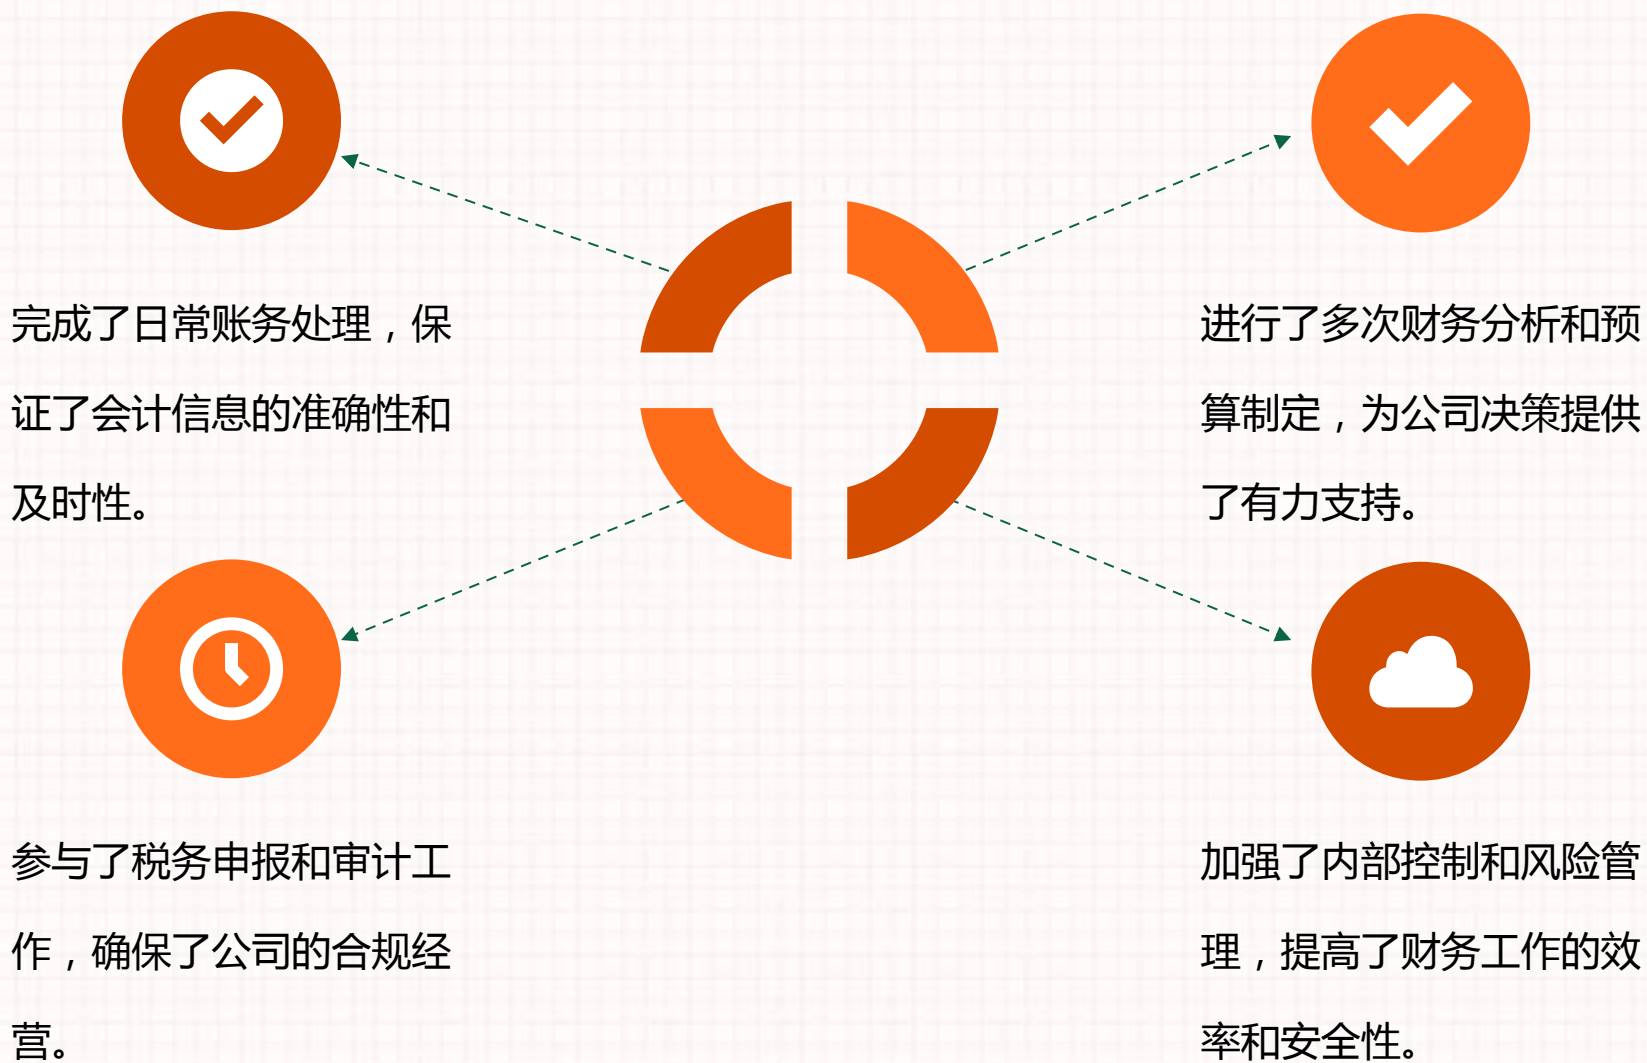 完成了日常账务处理，保
证了会计信息的准确性和
及时性。
进行了多次财务分析和预
算制定，为公司决策提供
了有力支持。
参与了税务申报和审计工
作，确保了公司的合规经
营。
加强了内部控制和风险管
理，提高了财务工作的效
率和安全性。